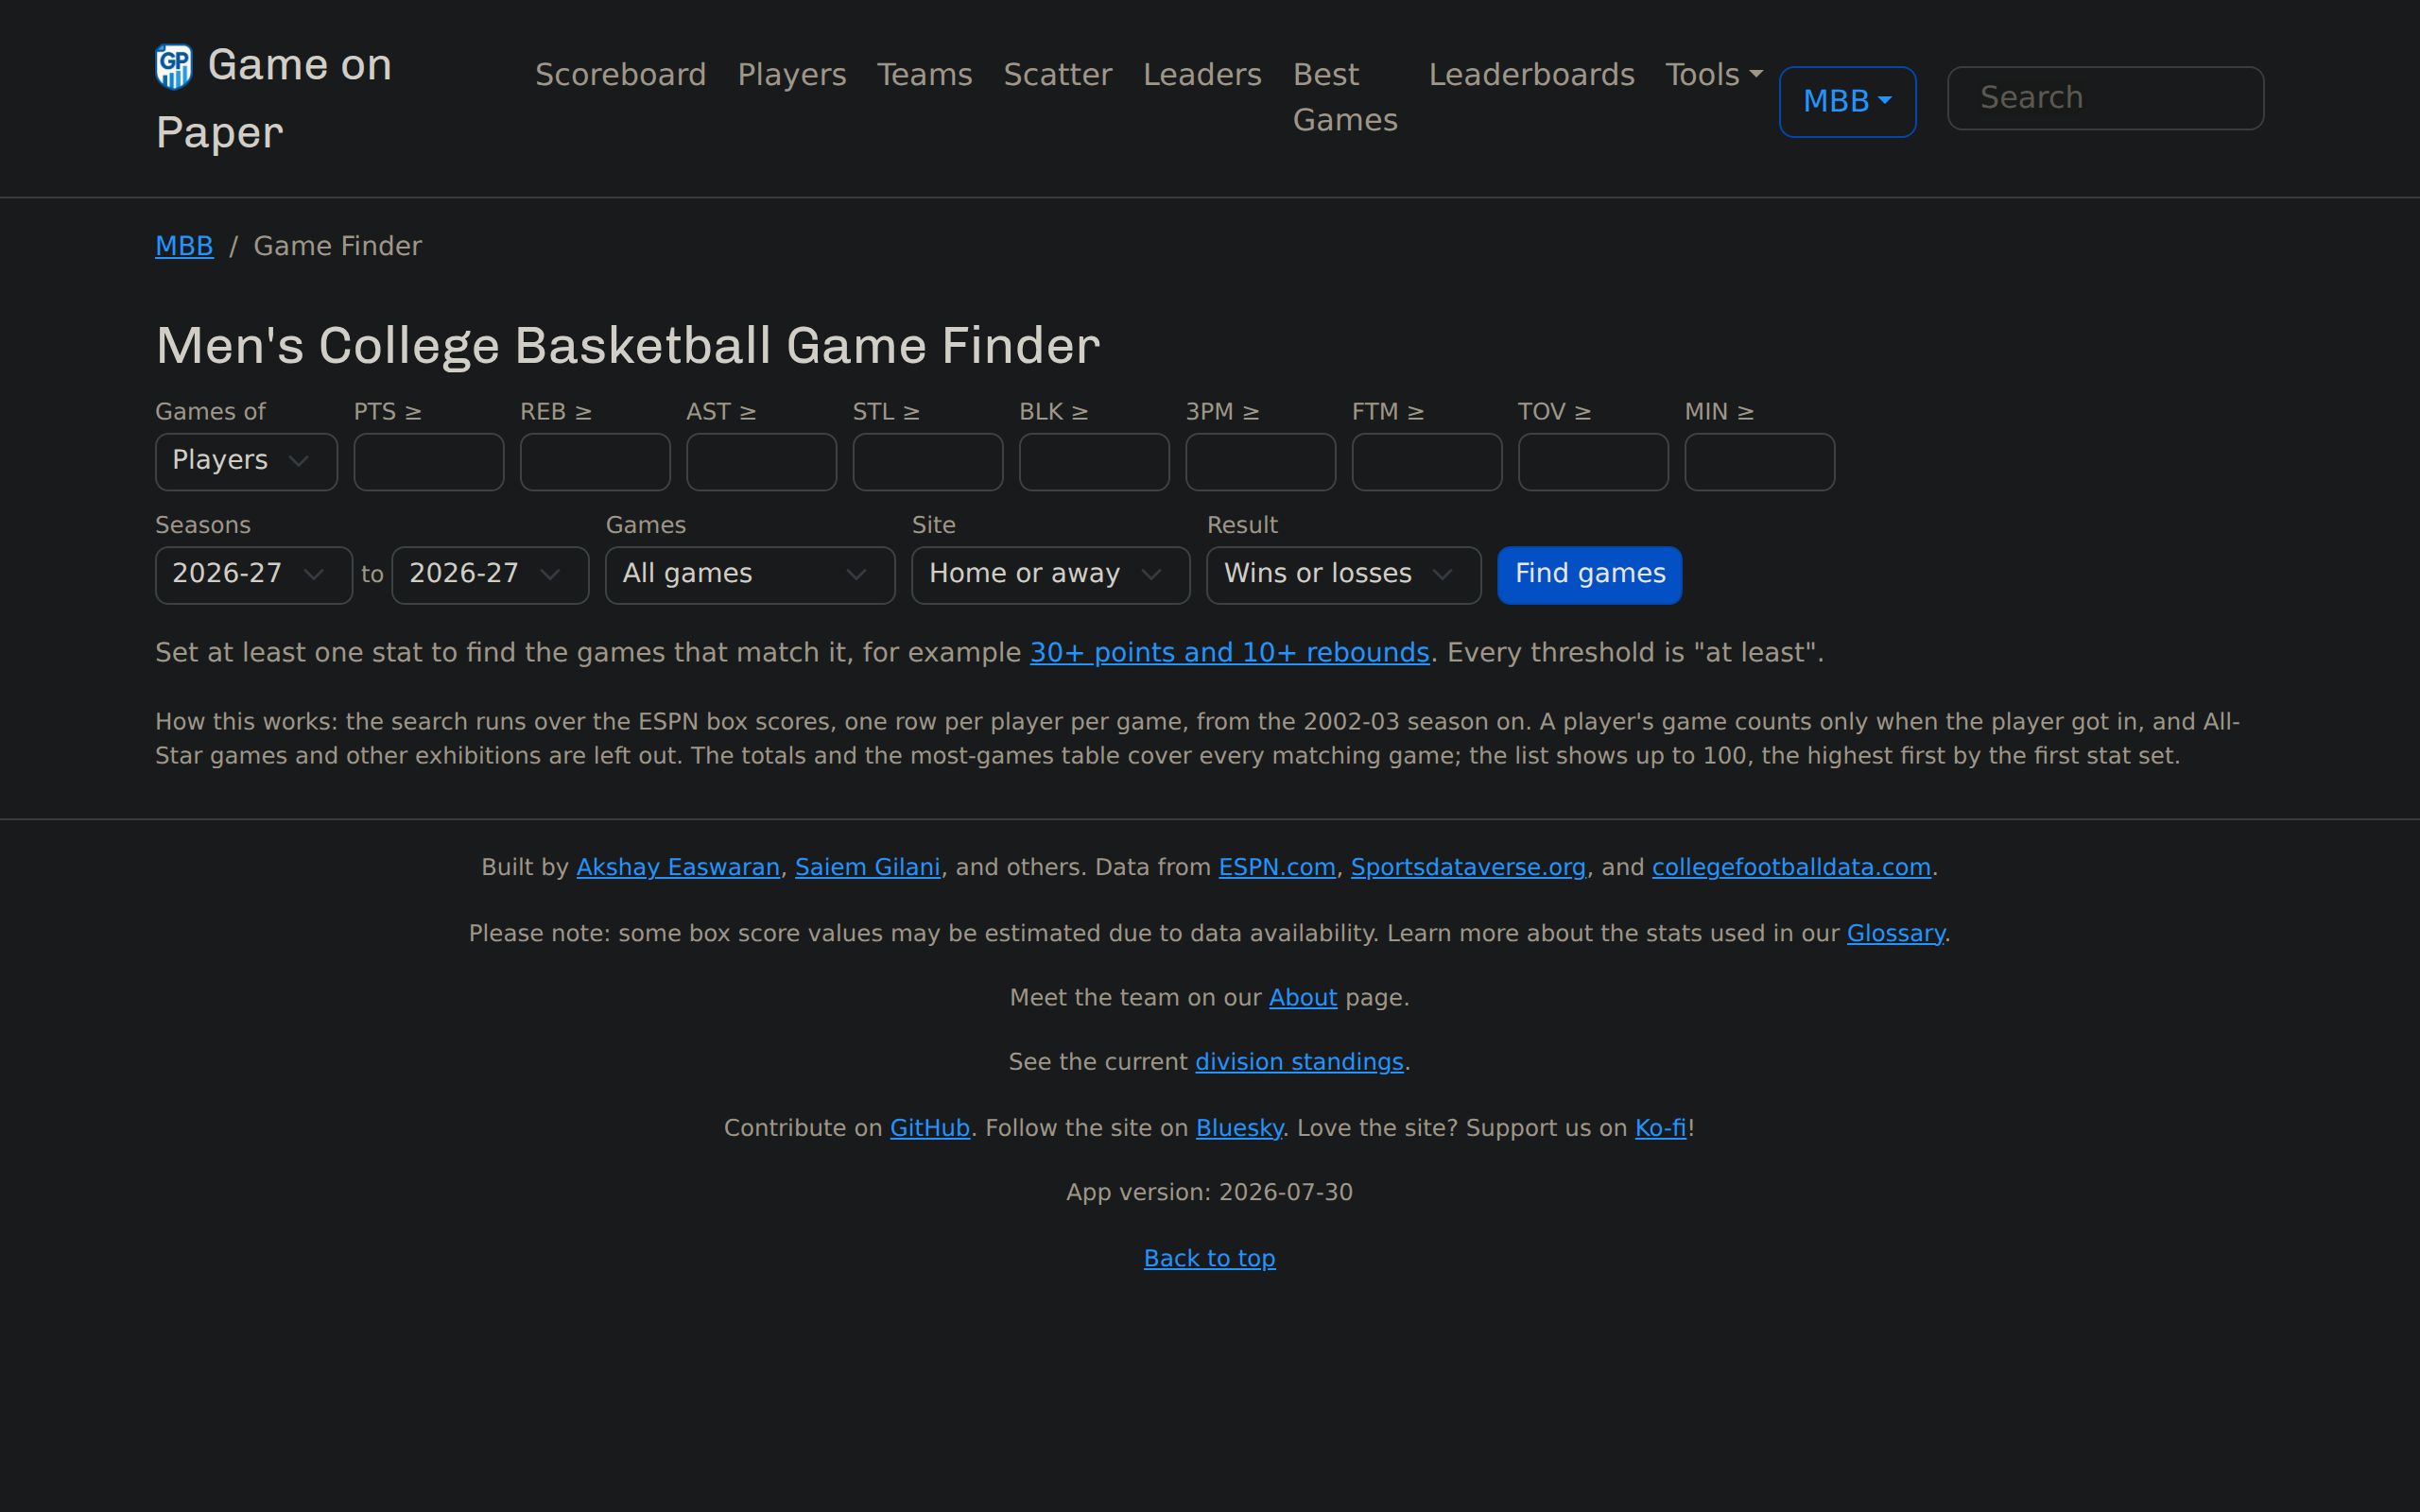 GP Game on Paper
Scoreboard Players Teams Scatter Leaders Best Games Leaderboards Tools MBB Search
MBB / Game Finder
Men's College Basketball Game Finder
Games of PTS ≥ REB ≥ AST ≥ STL ≥ BLK ≥ 3PM ≥ FTM ≥ TOV ≥ MIN ≥
Players
Seasons Games Site Result
2026-27 to 2026-27 All games Home or away Wins or losses Find games
Set at least one stat to find the games that match it, for example 30+ points and 10+ rebounds. Every threshold is "at least".
How this works: the search runs over the ESPN box scores, one row per player per game, from the 2002-03 season on. A player's game counts only when the player got in, and All-
Star games and other exhibitions are left out. The totals and the most-games table cover every matching game; the list shows up to 100, the highest first by the first stat set.
Built by Akshay Easwaran, Saiem Gilani, and others. Data from ESPN.com, Sportsdataverse.org, and collegefootballdata.com.
Please note: some box score values may be estimated due to data availability. Learn more about the stats used in our Glossary.
Meet the team on our About page.
See the current division standings.
Contribute on GitHub. Follow the site on Bluesky. Love the site? Support us on Ko-fi!
App version: 2026-07-30
Back to top